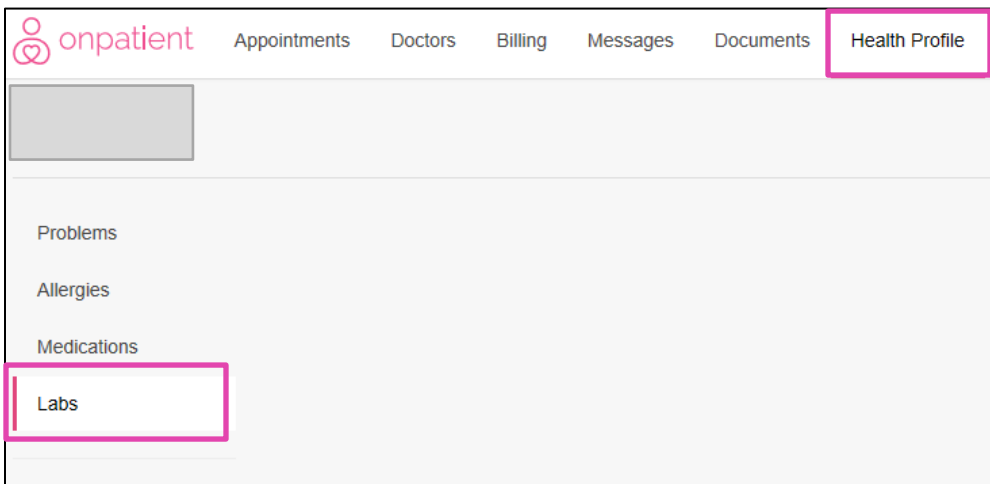 onpatient Appointments Doctors Billing Messages Documents Health Profile
Problems
Allergies
Medications
Labs